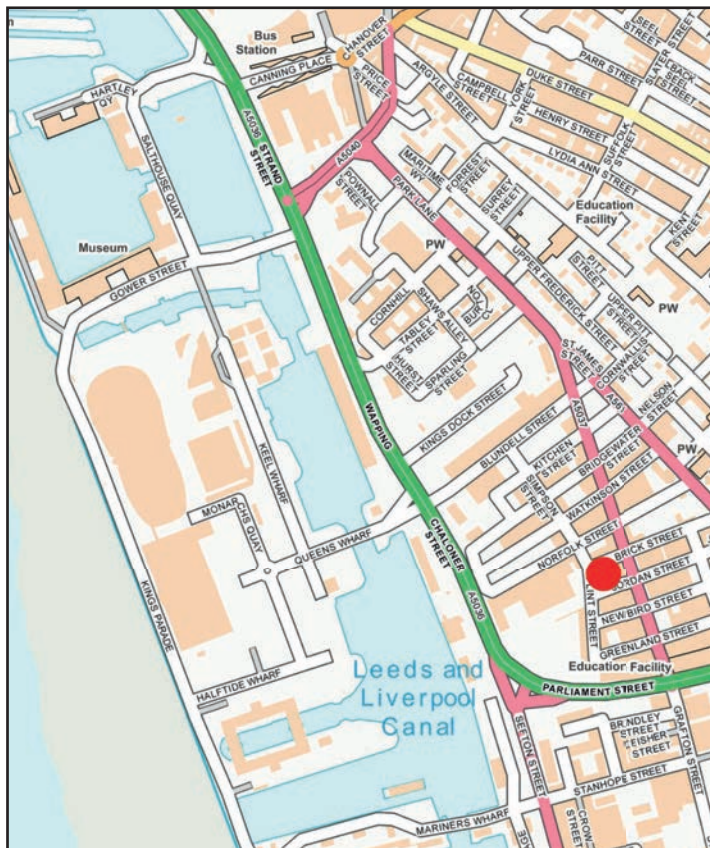 Bus
Station
CANNING PLACE
HANOVER
STREET
PRICE
STREET
ARGYLE STREET
CAMPBELL
STREET
YORK
STREET
DUKE STREET
HENRY STREET
LYDIA ANN STREET
SUFFOLK
STREET
PARR STREET
SEEL
STREET
SLATER
BACK
SEEL
STREET
KENT
STREET
HARTLEY
QY
SALTHOUSE QUAY
A5036
STRAND
STREET
A5040
POWNALL
STREET
PARK LANE
MARITIME
WY
FORREST
STREET
SURREY
STREET
Education
Facility
Museum
GOWER STREET
PW
UPPER FREDERICK STREET
PITT
STREET
UPPER PITT
STREET
PW
CORNHILL
SHAWS ALLEY
TABLEY
STREET
HURST
STREET
SPARLING
STREET
ST. JAMES
STREET
CORNWALLIS
STREET
A561
NELSON
STREET
PW
A5037
WAPPING
KINGS DOCK STREET
BLUNDELL STREET
KITCHEN
STREET
BRIDGEWATER
STREET
SIMPSON
STREET
WATKINSON STREET
NORFOLK STREET
BRICK STREET
NEW BIRD STREET
GREENLAND STREET
KEEL WHARF
MONAR
CHS QUAY
QUEENS WHARF
CHALONER
STREET
A5036
KINGS PARADE
HALFTIDE WHARF
Leeds and
Liverpool
Canal
Education Facility
PARLIAMENT STREET
STREET
STREET
GRAFTON STREET
STANHOPE STREET
MARINERS WHARF
STREET